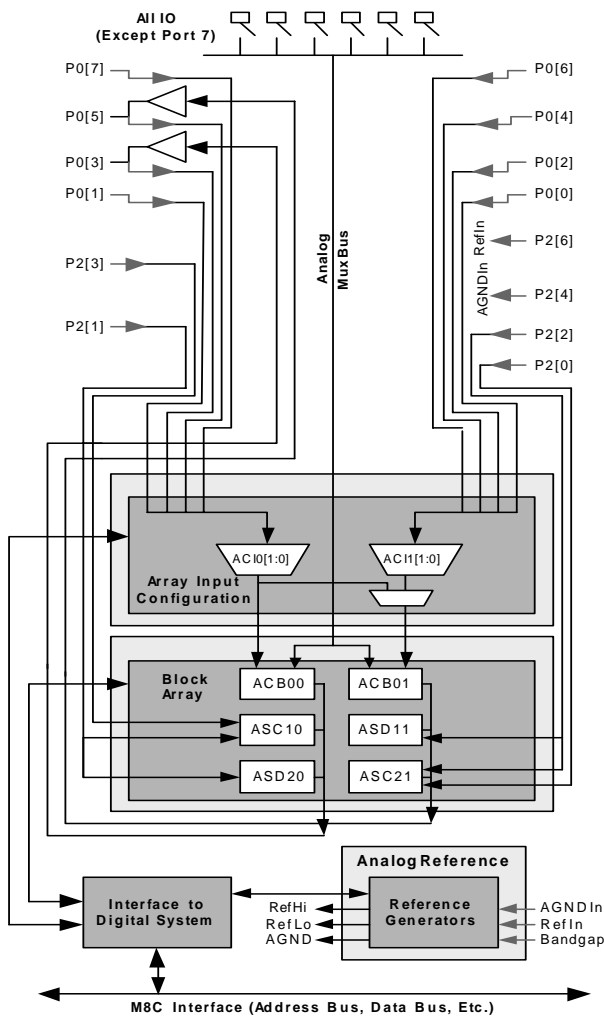 All IO
(Except Port 7)
P0[7]
P0[5]
P0[3]
P0[1]
P2[3]
P2[1]
Analog
Mux Bus
P0[6]
P0[4]
P0[2]
P0[0]
P2[6]
P2[4]
P2[2]
P2[0]
AGNDIn RefIn
ACI0[1:0]
ACI1[1:0]
Array Input
Configuration
Block
Array
ACB00
ACB01
ASC10
ASD11
ASD20
ASC21
Analog Reference
Interface to
Digital System
RefHi
RefLo
AGND
Reference
Generators
AGNDIn
RefIn
Bandgap
M8C Interface (Address Bus, Data Bus, Etc.)